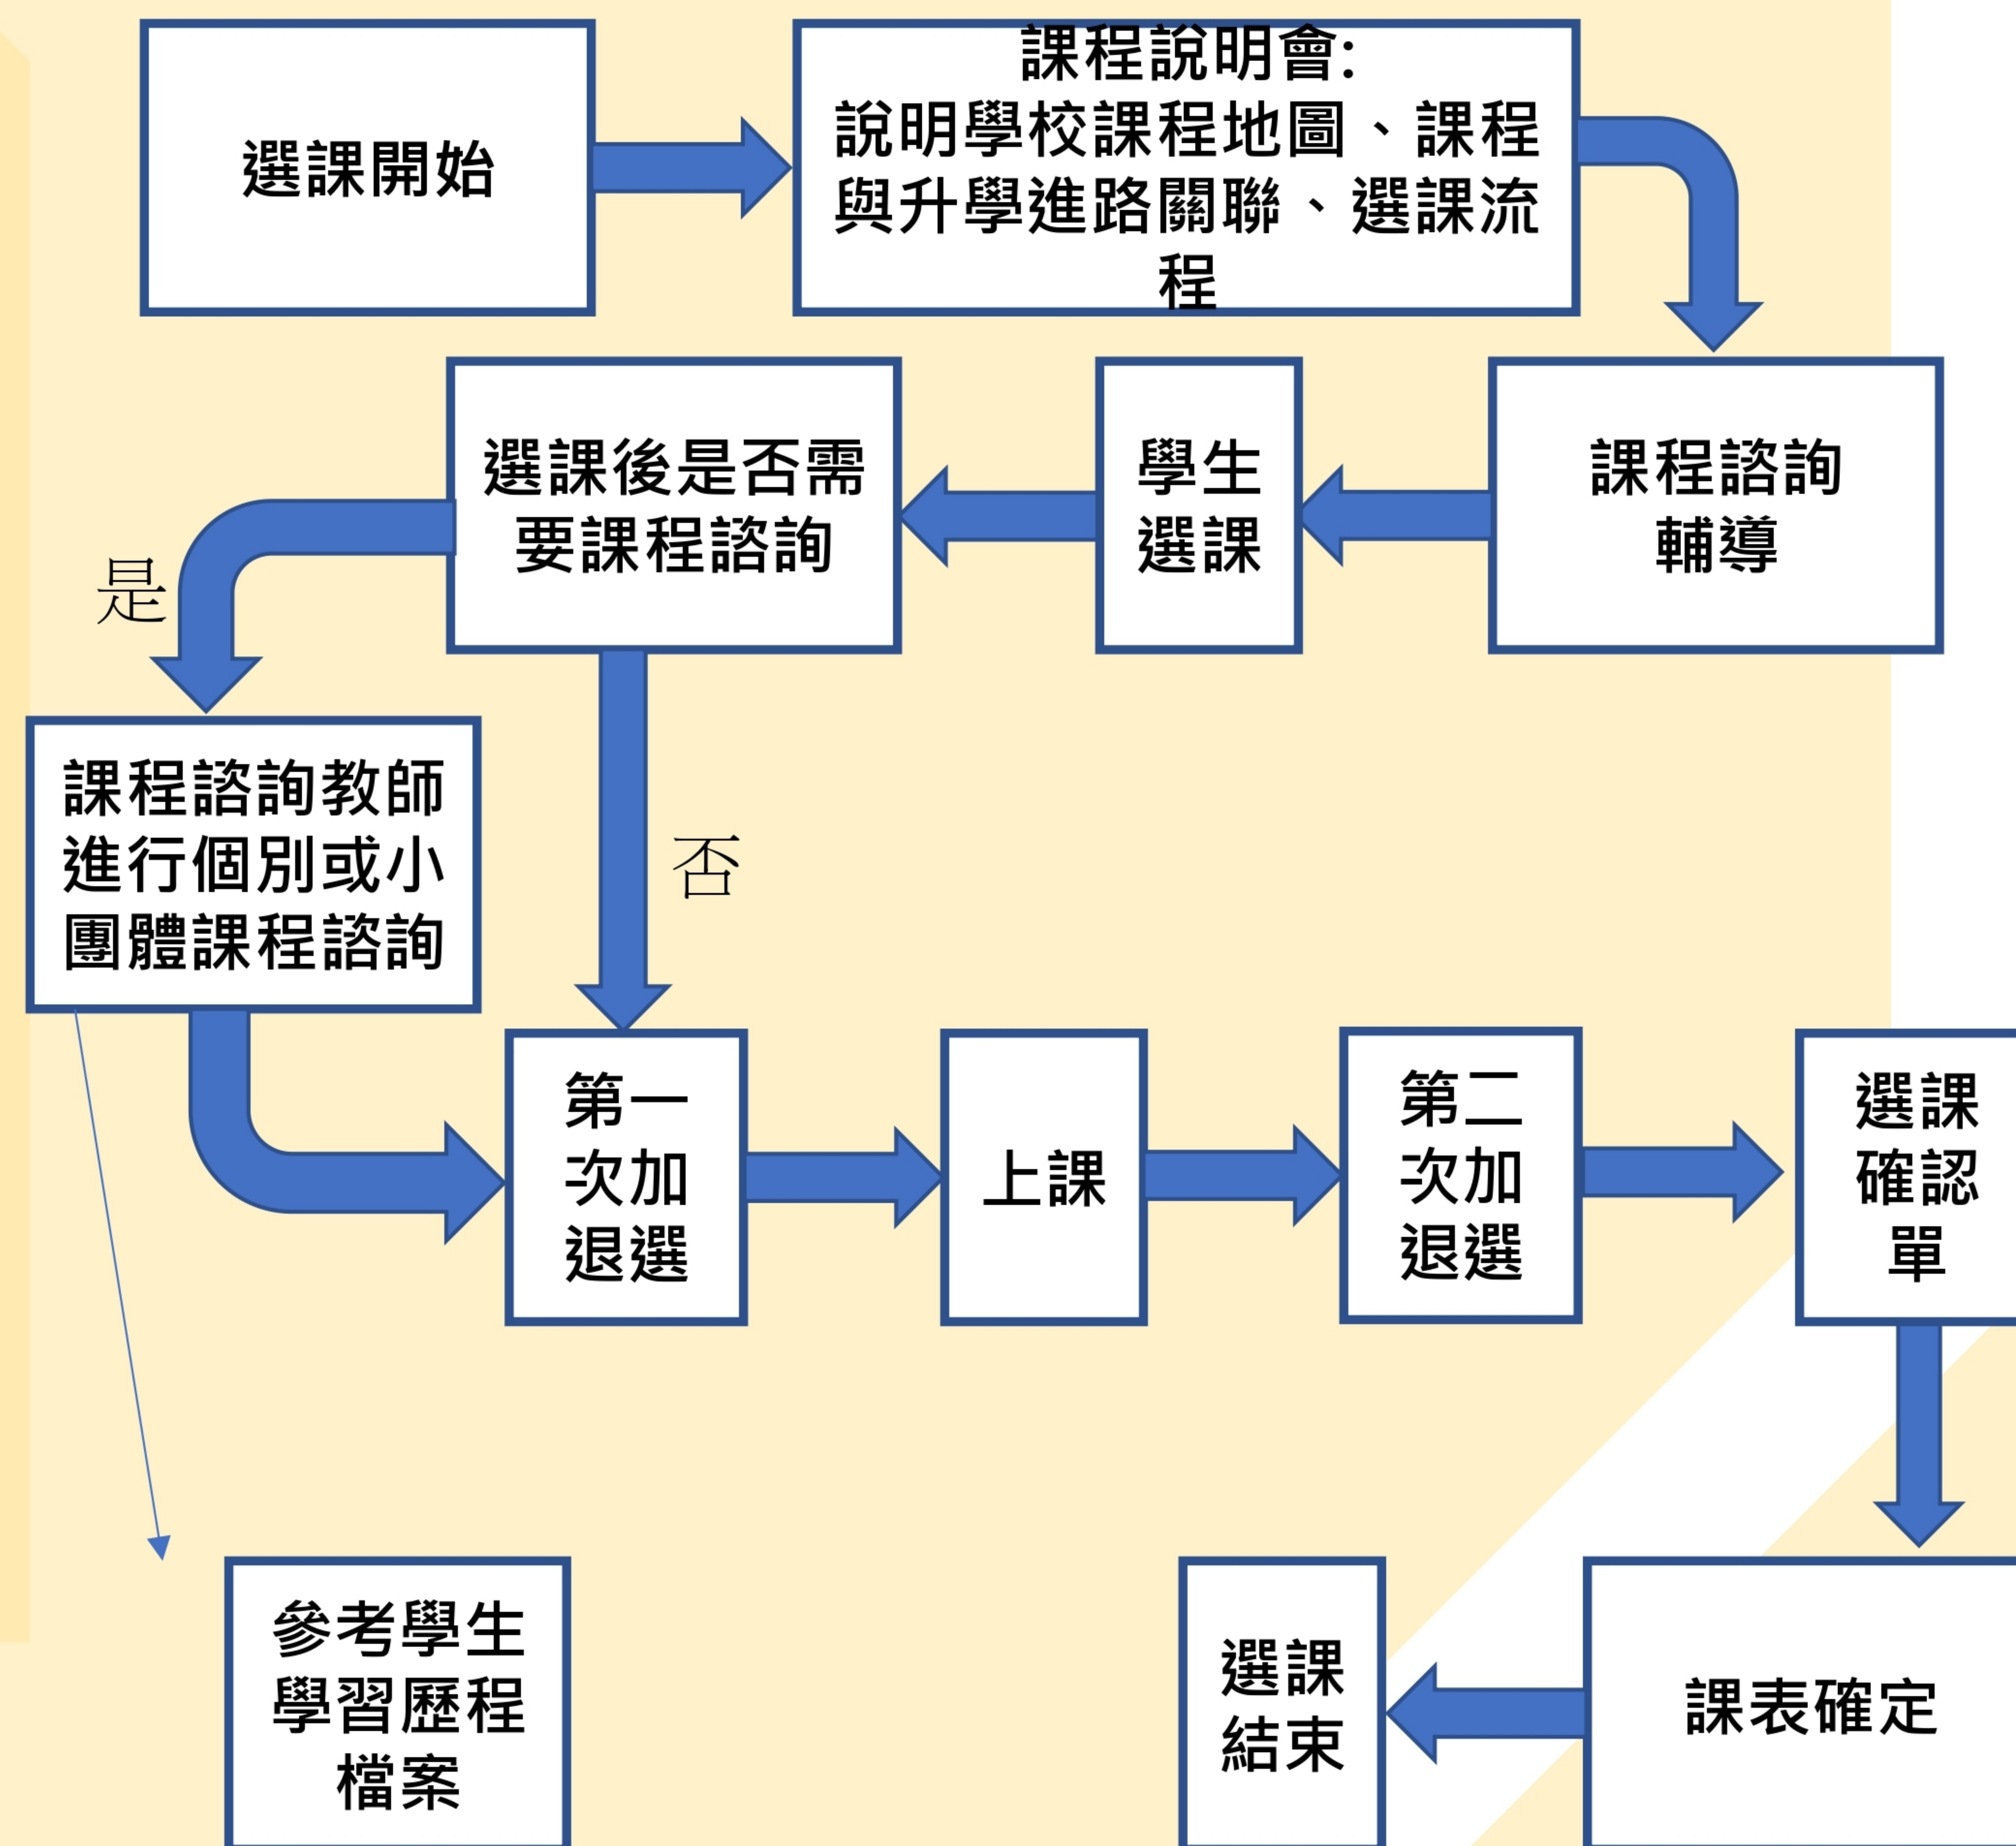 選課開始
課程說明會:
說明學校課程地圖、課程
與升學進路關聯、選課流
程
課程諮詢
輔導
學生
選課
選課後是否需
要課程諮詢
是
否
課程諮詢教師
進行個別或小
團體課程諮詢
第一
次加
退選
上課
第二
次加
退選
選課
確認
單
課表確定
選課
結束
參考學生
學習歷程
檔案